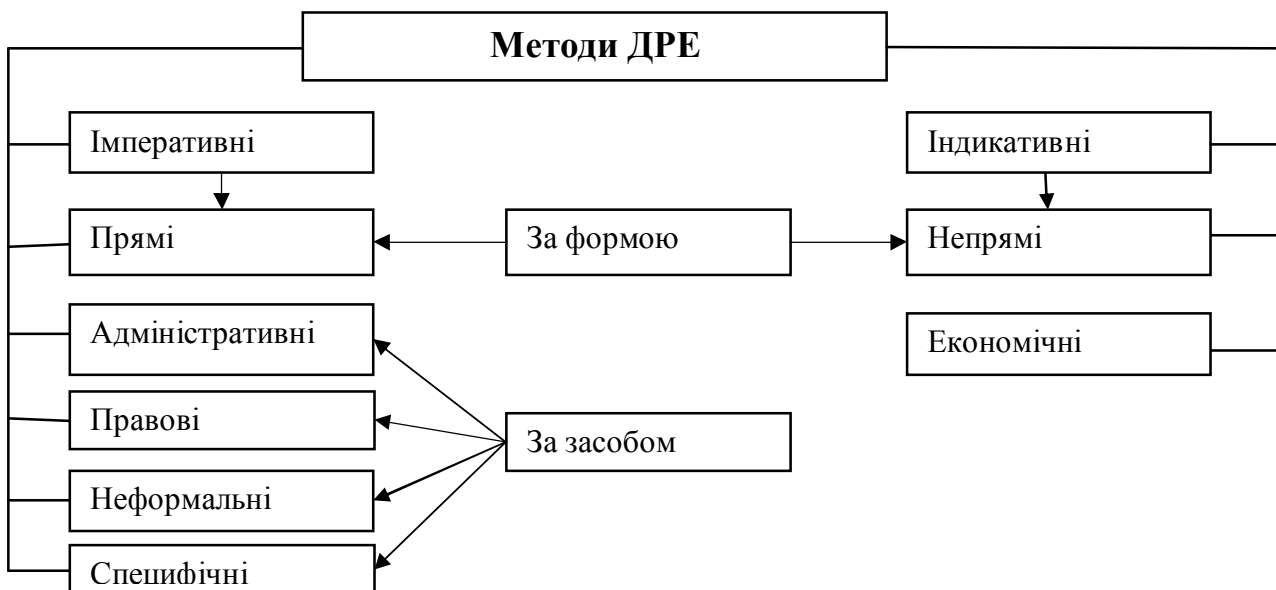 Методи ДРЕ
Імперативні
Індикативні
Прямі
За формою
Непрямі
Адміністративні
Економічні
Правові
За засобом
Неформальні
Специфічні